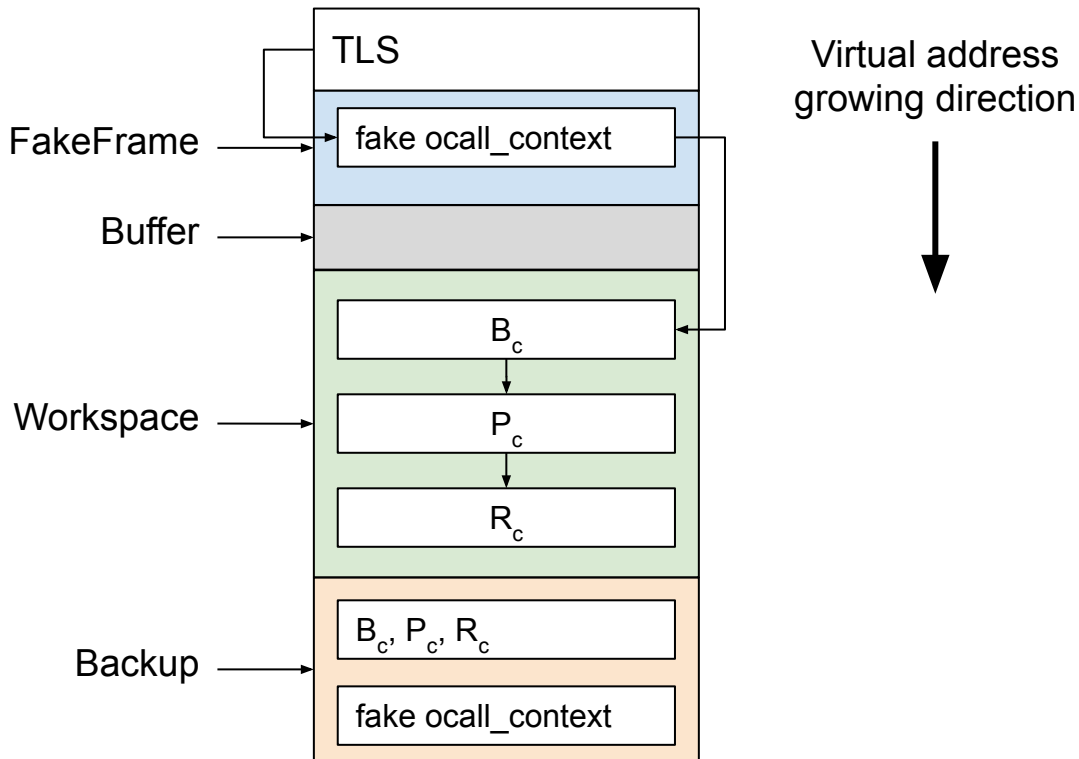 TLS
Virtual address
growing direction
FakeFrame
fake ocall_context
Buffer
B_c
Workspace
P_c
R_c
B_c, P_c, R_c
Backup
fake ocall_context